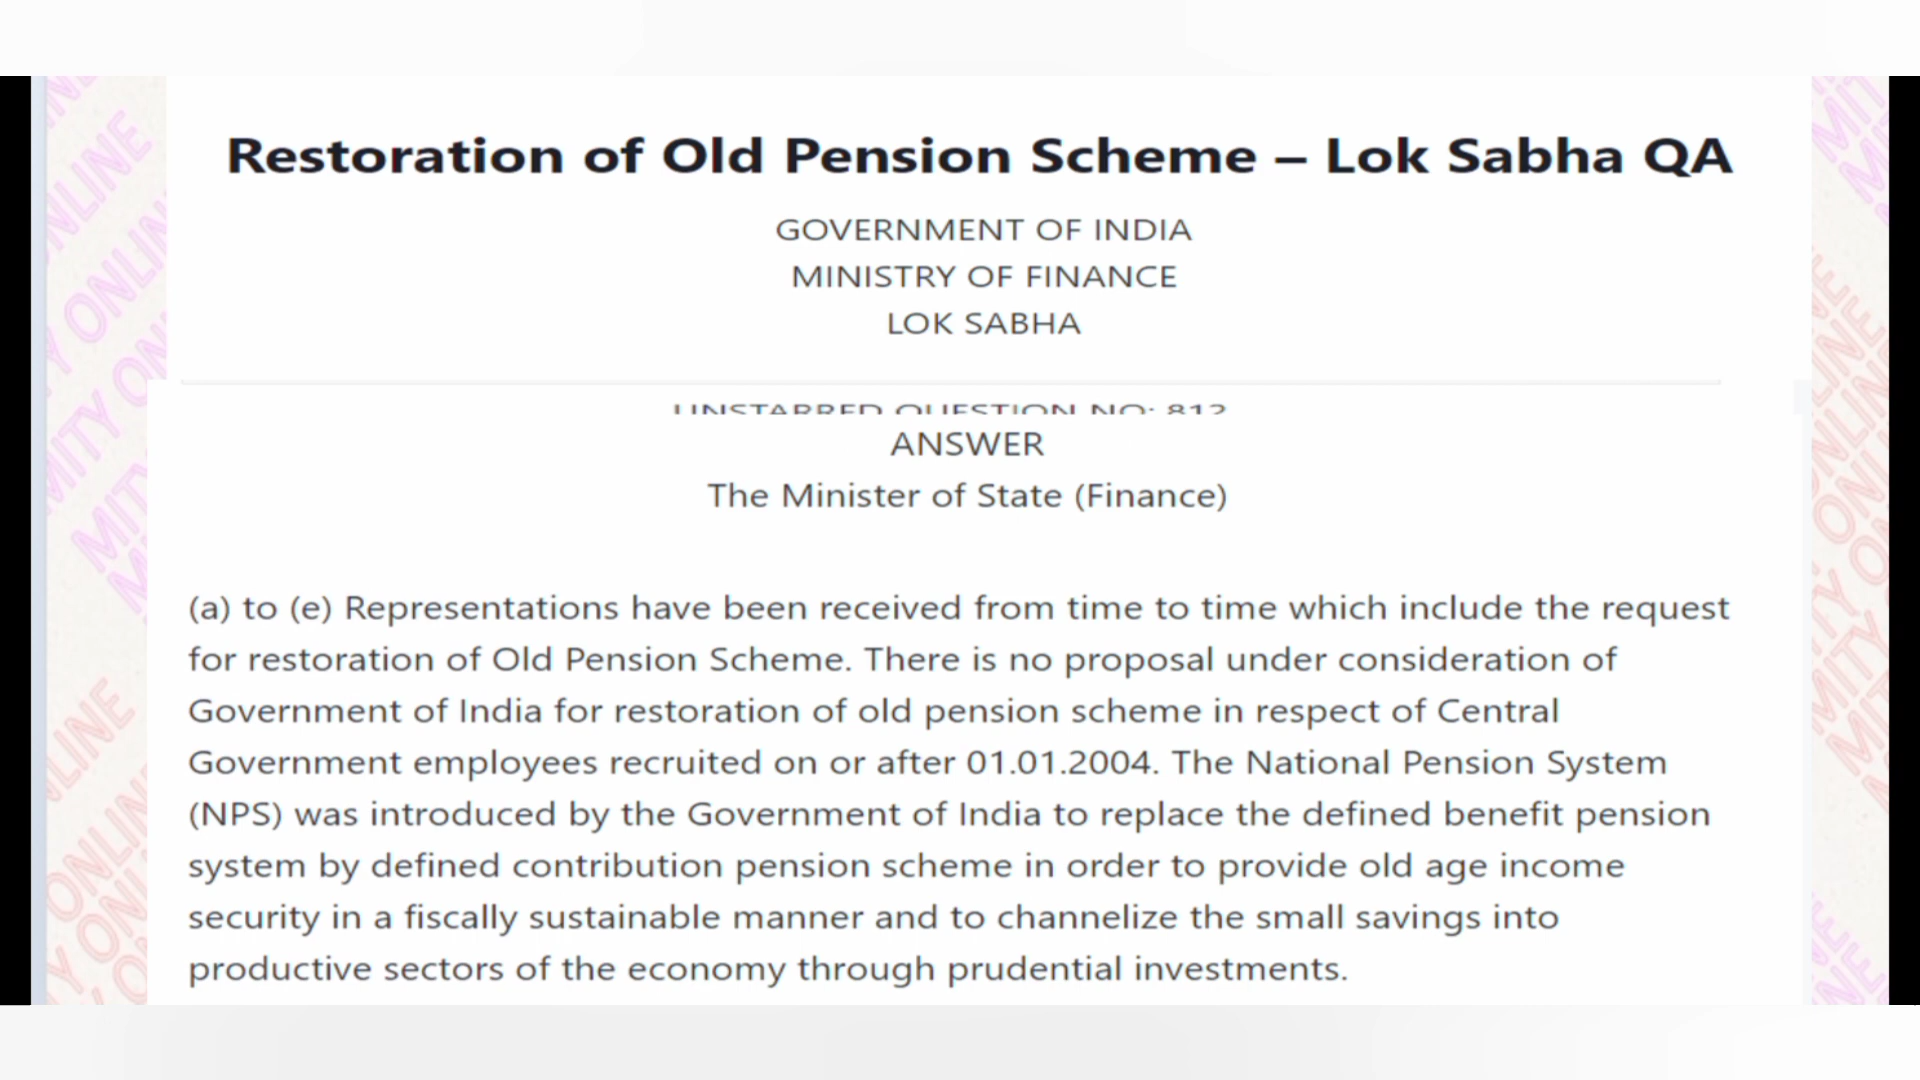 Restoration of Old Pension Scheme – Lok Sabha QA
GOVERNMENT OF INDIA
MINISTRY OF FINANCE
LOK SABHA
UNSTARRED QUESTION NO: 812
ANSWER
The Minister of State (Finance)
(a) to (e) Representations have been received from time to time which include the request
for restoration of Old Pension Scheme. There is no proposal under consideration of
Government of India for restoration of old pension scheme in respect of Central
Government employees recruited on or after 01.01.2004. The National Pension System
(NPS) was introduced by the Government of India to replace the defined benefit pension
system by defined contribution pension scheme in order to provide old age income
security in a fiscally sustainable manner and to channelize the small savings into
productive sectors of the economy through prudential investments.